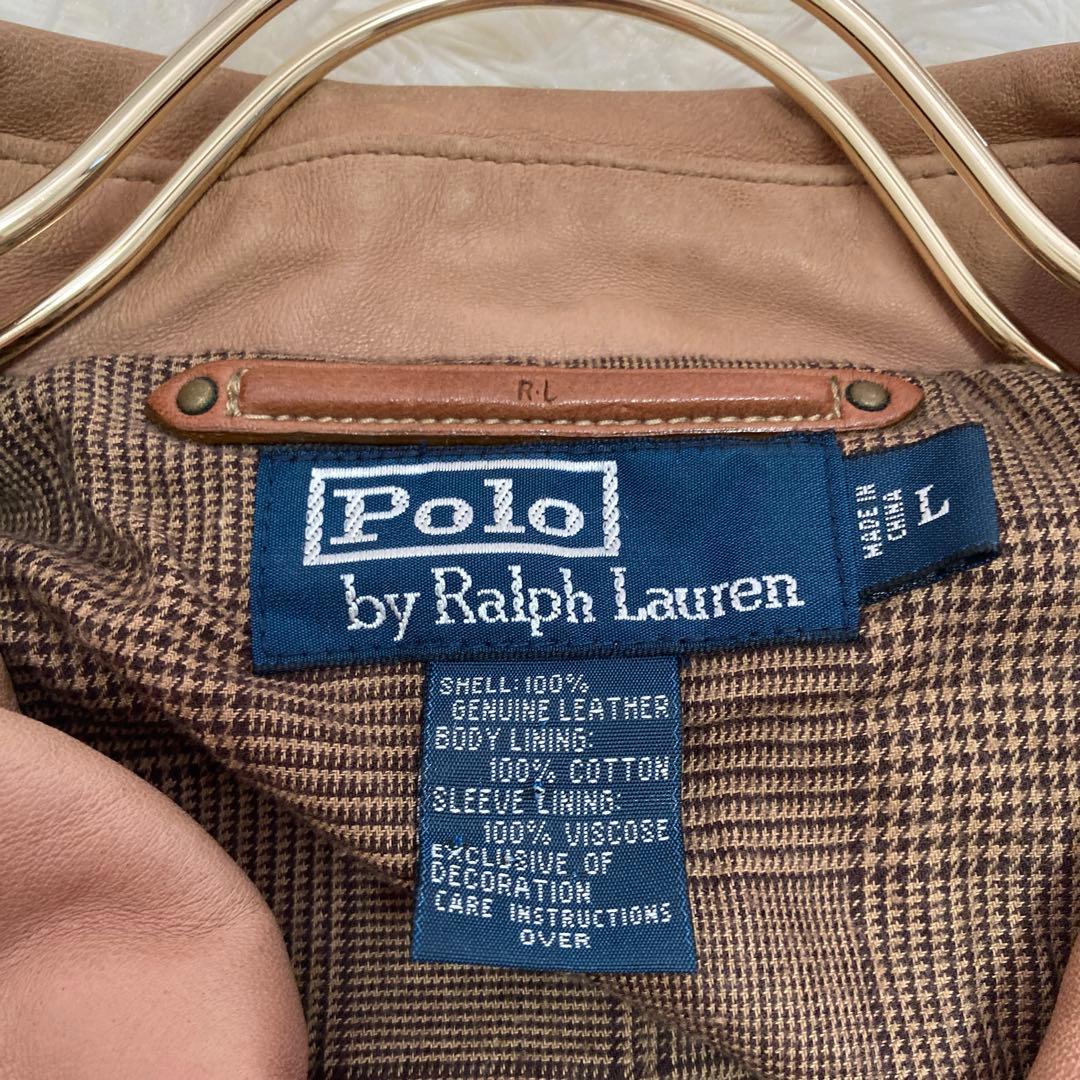 R·L
Polo
by Ralph Lauren
MADE IN
CHINA
L
SHELL: 100%
GENUINE LEATHER
BODY LINING:
100% COTTON
SLEEVE LINING:
100% VISCOSE
EXCLUSIVE OF
DECORATION
CARE INSTRUCTIONS
OVER